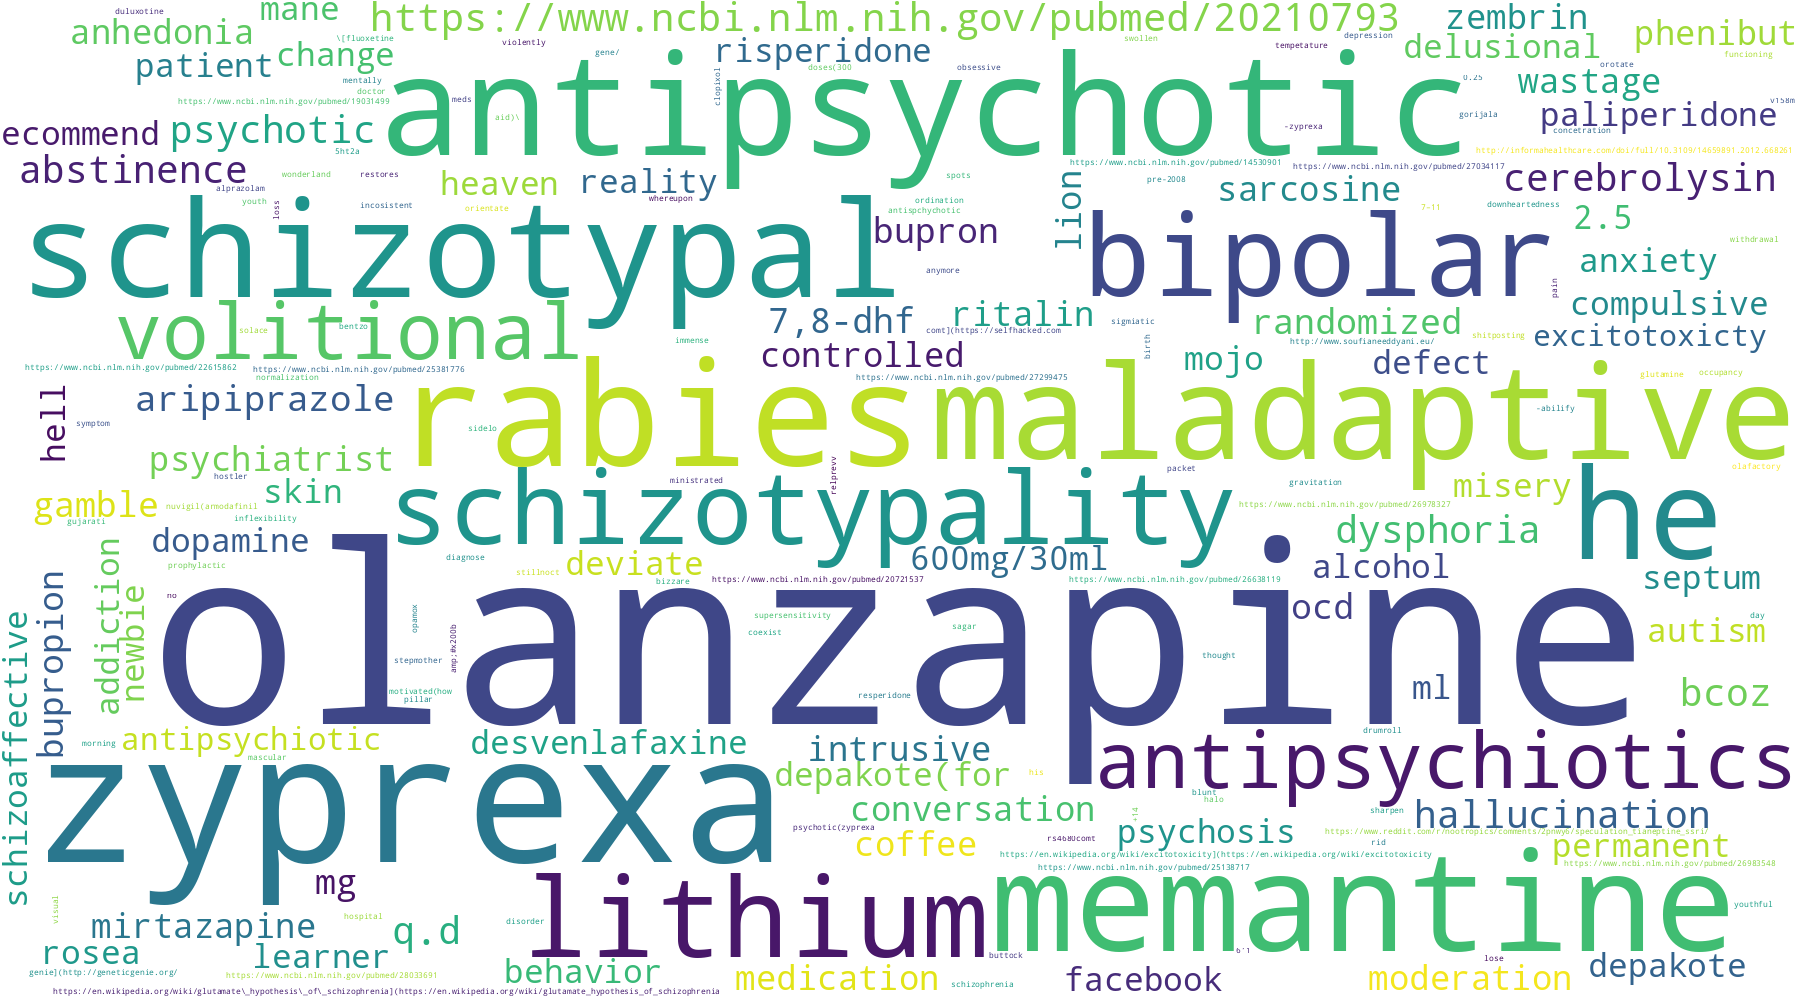 duluxotine
mane
https://www.ncbi.nlm.nih.gov/pubmed/20210793
zembrin
anhedonia
\[fluoxetine
violently
gene/
risperidone
swollen
tempetature
depression
delusional
phenibut
patient
change
mentally
doctor
doses(300
clopixol
obsessive
orotate
funcioning
0.25
wastage
https://www.ncbi.nlm.nih.gov/pubmed/19031499
meds
antipsychotic
v158m
ecommend
psychotic
aid)\
-zyprexa
gorijala
paliperidone
concetration
5ht2a
abstinence
wonderland
restores
heaven
reality
https://www.ncbi.nlm.nih.gov/pubmed/14530901
https://www.ncbi.nlm.nih.gov/pubmed/27034117
spots
pre-2008
sarcosine
cerebrolysin
alprazolam
youth
loss
incosistent
orientate
whereupon
ordination
antispchychotic
lion
7-11
downheartedness
2.5
schizotypal
bupron
bipolar
withdrawal
anymore
anxiety
pain
volitional
solace
bentzo
7,8-dhf
ritalin
sigmiatic
randomized
compulsive
immense
comt](https://selfhacked.com
birth
http://www.soufianeeddyani.eu/
shitposting
excitotoxicty
controlled
mojo
defect
https://www.ncbi.nlm.nih.gov/pubmed/22615862
https://www.ncbi.nlm.nih.gov/pubmed/25381776
normalization
https://www.ncbi.nlm.nih.gov/pubmed/27299475
glutamine
occupancy
hell
aripiprazole
rabies
maladaptive
-abilify
symptom
sidelo
psychiatrist
hostler
relprevv
packet
olafactory
gamble
nuvigil(armodafinil
skin
ministrated
schizotypality
gravitation
misery
he
gujarati
inflexibility
https://www.ncbi.nlm.nih.gov/pubmed/26978327
dysphoria
dopamine
diagnose
addiction
prophylactic
stillnoct
deviate
600mg/30ml
alcohol
bizzare
https://www.ncbi.nlm.nih.gov/pubmed/20721537
https://www.ncbi.nlm.nih.gov/pubmed/26638119
septum
bupropion
newbie
no
olanzapine
ocd
opanox
supersensitivity
coexist
sagar
day
autism
schizoaffective
amp;#x200b
stepmother
thought
motivated(how
pillar
resperidone
ml
bcoz
morning
antipsychiotic
mascular
desvenlafaxine
intrusive
drumroll
antipsychiotics
zyprexa
depakote(for
his
blunt
halo
conversation
+14
sharpen
hallucination
psychotic(zyprexa
coffee
rs4680comt
psychosis
https://www.reddit.com/r/nootropics/comments/2pnwy6/speculation_tianeptine_ssri/
rid
permanent
https://en.wikipedia.org/wiki/excitotoxicity](https://en.wikipedia.org/wiki/excitotoxicity
https://www.ncbi.nlm.nih.gov/pubmed/26983548
https://www.ncbi.nlm.nih.gov/pubmed/25138717
mg
lithium
memantine
visual
hospital
mirtazapine
q.d
disorder
youthful
rosea
learner
buttock
lose
genie](http://geneticgenie.org/
https://www.ncbi.nlm.nih.gov/pubmed/28033691
behavior
medication
schizophrenia
facebook
moderation
depakote
https://en.wikipedia.org/wiki/glutamate\_hypothesis\_of\_schizophrenia](https://en.wikipedia.org/wiki/glutamate_hypothesis_of_schizophrenia